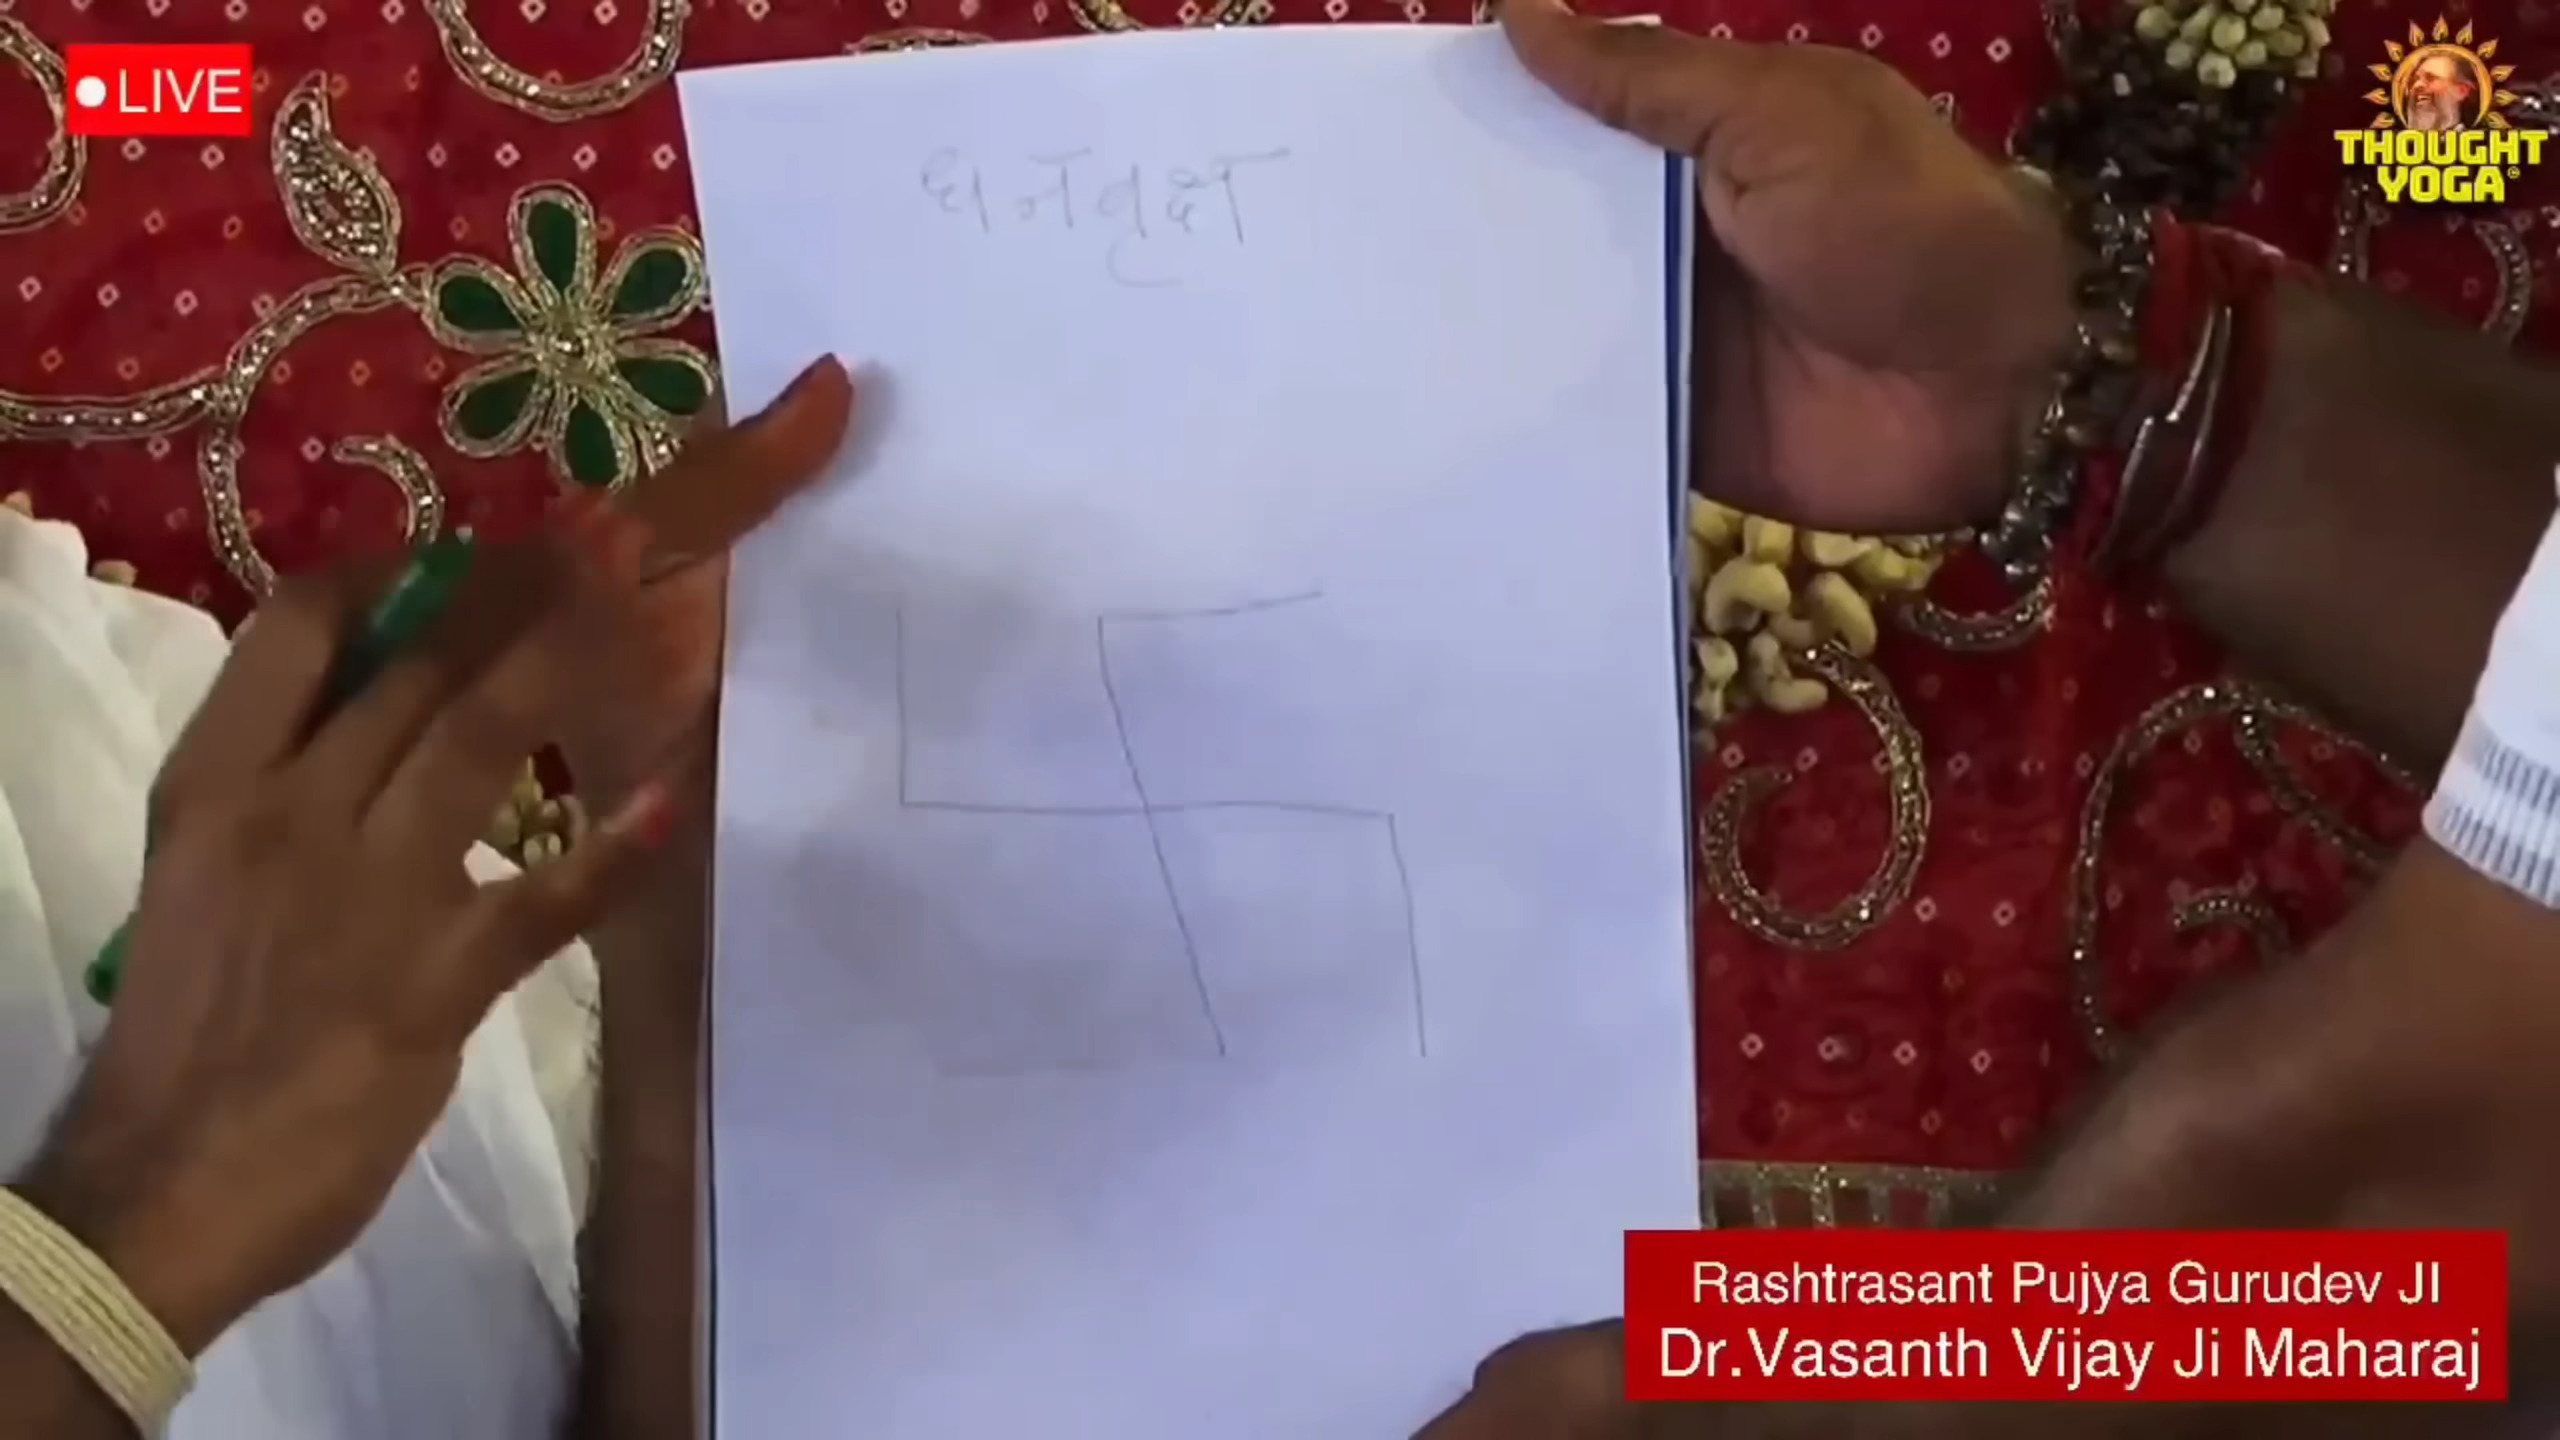 LIVE
THOUGHT
YOGA
धनवृक्ष
Rashtrasant Pujya Gurudev JI
Dr.Vasanth Vijay Ji Maharaj